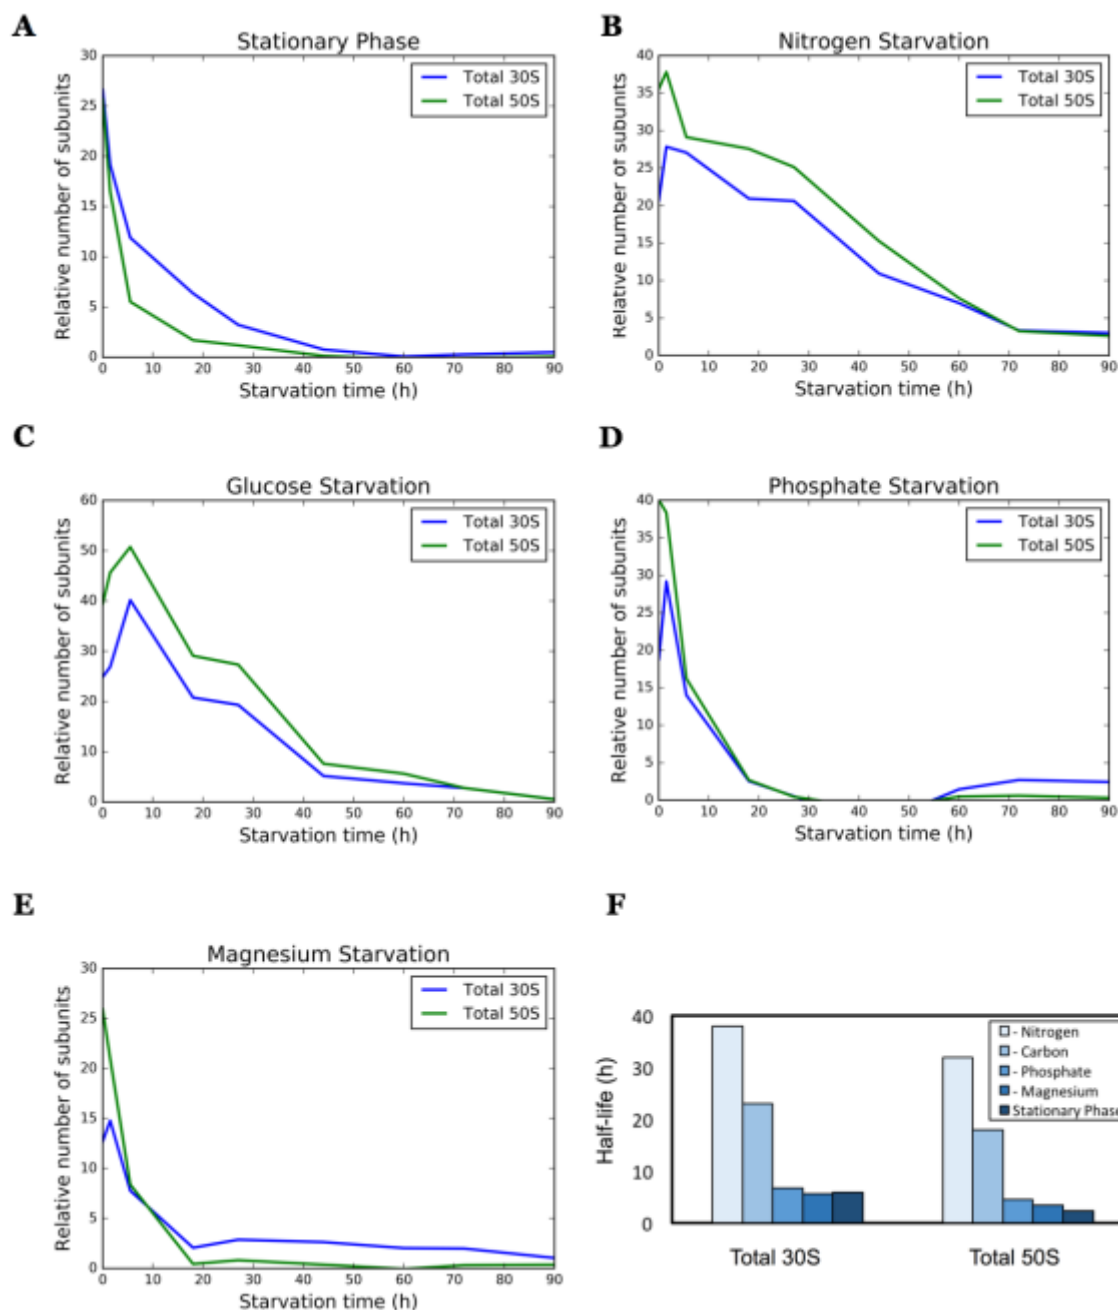 A
Stationary Phase
Relative number of subunits
30
25
20
15
10
5
0
Total 30S
Total 50S
0 10 20 30 40 50 60 70 80 90
Starvation time (h)
B
Nitrogen Starvation
Relative number of subunits
40
35
30
25
20
15
10
5
0
Total 30S
Total 50S
0 10 20 30 40 50 60 70 80 90
Starvation time (h)
C
Glucose Starvation
Relative number of subunits
60
50
40
30
20
10
0
Total 30S
Total 50S
0 10 20 30 40 50 60 70 80 90
Starvation time (h)
D
Phosphate Starvation
Relative number of subunits
40
35
30
25
20
15
10
5
0
Total 30S
Total 50S
0 10 20 30 40 50 60 70 80 90
Starvation time (h)
E
Magnesium Starvation
Relative number of subunits
30
25
20
15
10
5
0
Total 30S
Total 50S
0 10 20 30 40 50 60 70 80 90
Starvation time (h)
F
Half-life (h)
40
30
20
10
0
- Nitrogen
- Carbon
- Phosphate
- Magnesium
Stationary Phase
Total 30S Total 50S